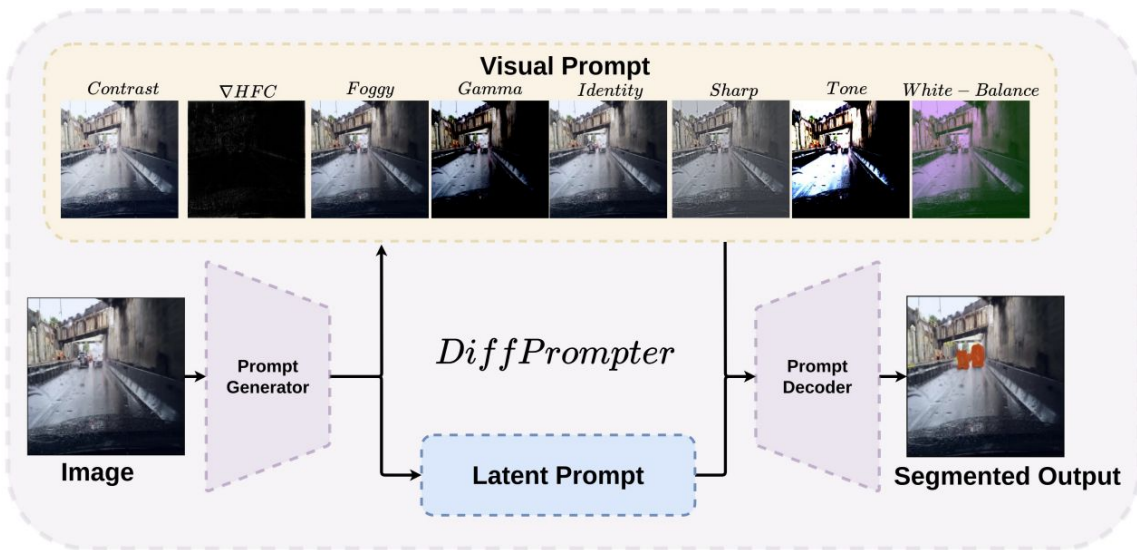 Visual Prompt
Contrast ∇HFC Foggy Gamma Identity Sharp Tone White − Balance
DiffPrompter
Prompt
Generator
Prompt
Decoder
Image
Latent Prompt
Segmented Output